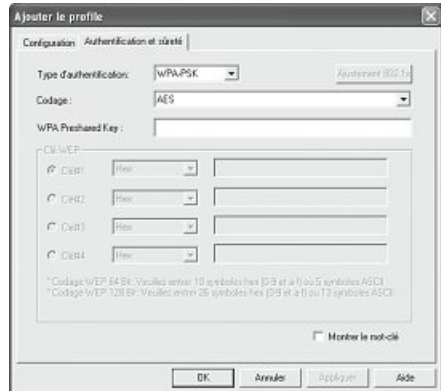 Ajouter le profile
Configuration Authentification et sûreté
Type d'authentification: WPA-PSK Ajustement 802.1x
Codage : AES
WPA Preshared Key :
Clé WEP
Clé#1 Hex
Clé#2 Hex
Clé#3 Hex
Clé#4 Hex
* Codage WEP 64 Bit: Veuillez entrer 10 symboles hex (0-9 et a-f) ou 5 symboles ASCII
* Codage WEP 128 Bit: Veuillez entrer 26 symboles hex (0-9 et a-f) ou 13 symboles ASCII
Montrer le mot-clé
OK Annuler Appliquer Aide